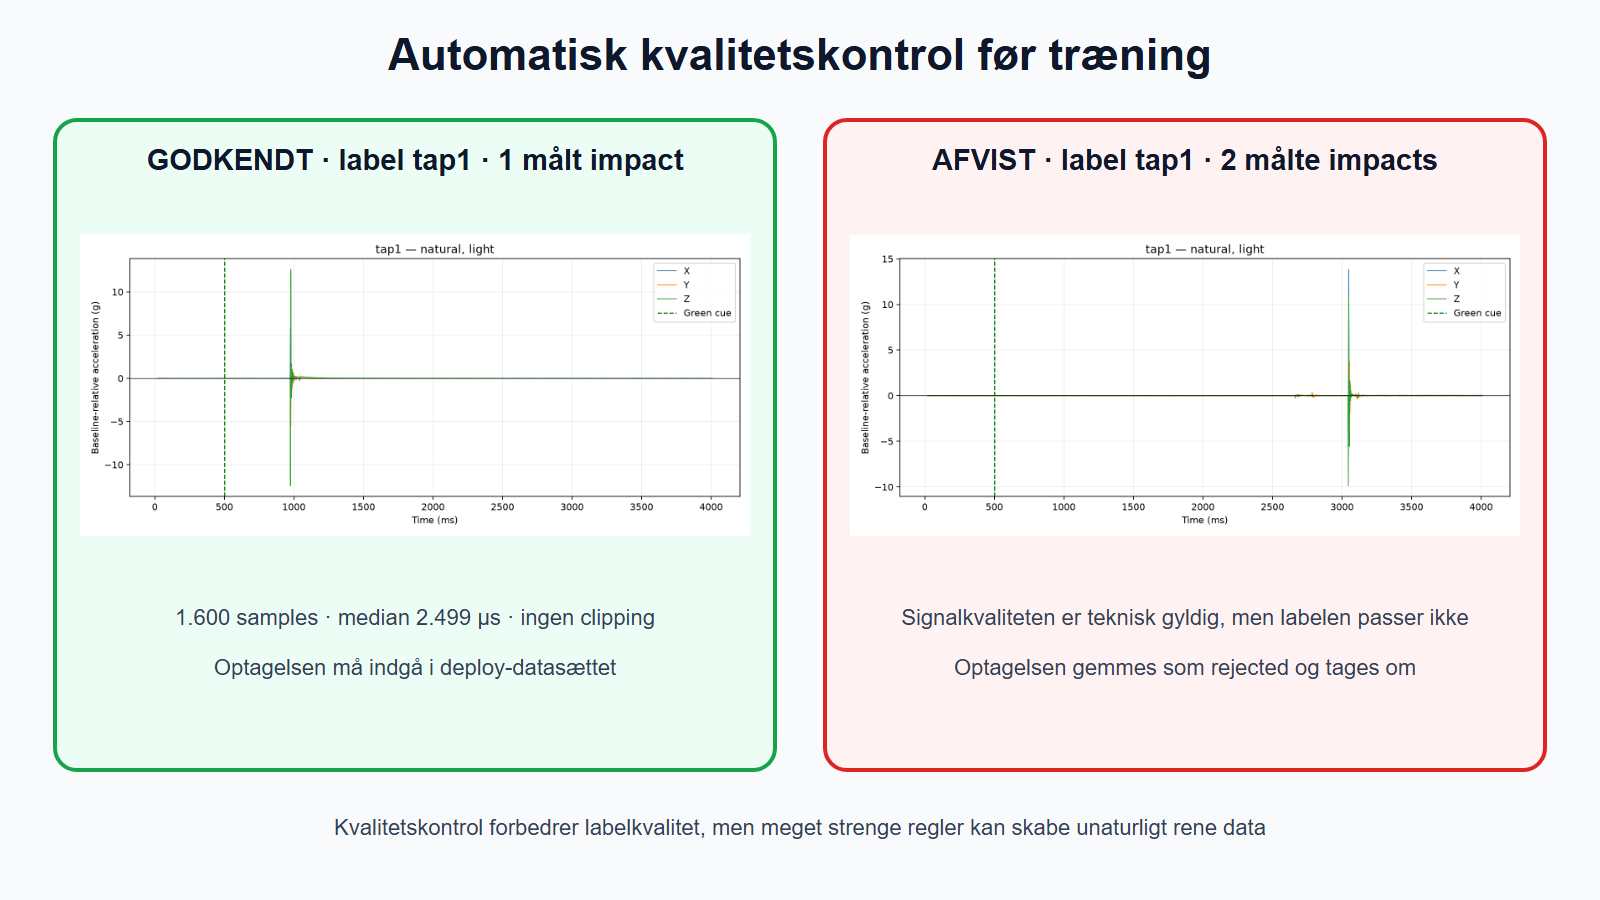 Automatisk kvalitetskontrol før træning
GODKENDT · label tap1 · 1 målt impact
tap1 — natural, light
X
Y
Z
Green cue
Baseline-relative acceleration (g)
10
5
0
−5
−10
0 500 1000 1500 2000 2500 3000 3500 4000
Time (ms)
1.600 samples · median 2.499 µs · ingen clipping
Optagelsen må indgå i deploy-datasættet
AFVIST · label tap1 · 2 målte impacts
tap1 — natural, light
X
Y
Z
Green cue
Baseline-relative acceleration (g)
15
10
5
0
−5
−10
0 500 1000 1500 2000 2500 3000 3500 4000
Time (ms)
Signalkvaliteten er teknisk gyldig, men labelen passer ikke
Optagelsen gemmes som rejected og tages om
Kvalitetskontrol forbedrer labelkvalitet, men meget strenge regler kan skabe unaturligt rene data